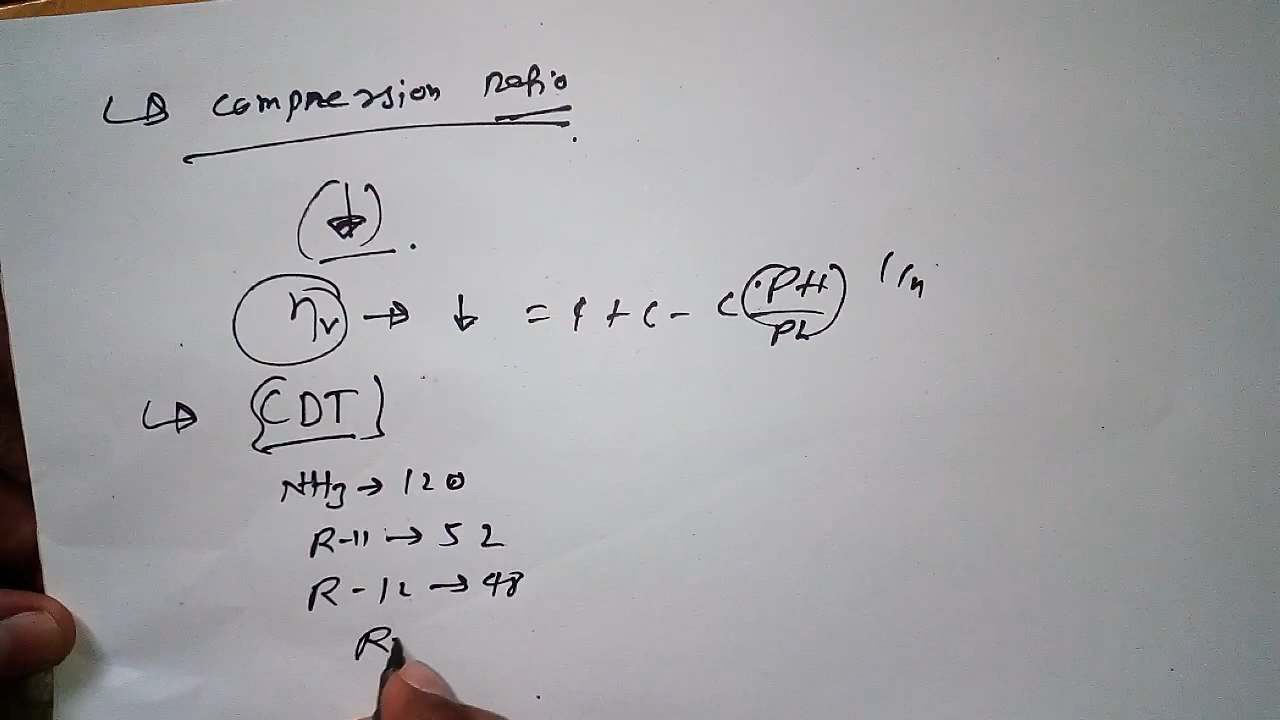 ↳ compression Ratio
(↓).
ηv → ↓ = 1 + c - c (PH/PL) 1/n
↳ {CDT}
NH3 → 120
R-11 → 52
R-12 → 48
R-